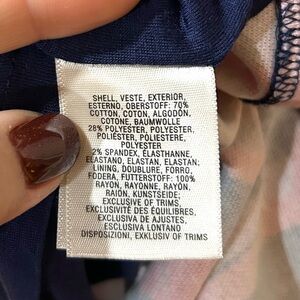 SHELL, VESTE, EXTERIOR,
ESTERNO, OBERSTOFF: 70%
COTTON, COTON, ALGODÓN,
COTONE, BAUMWOLLE
28% POLYESTER, POLYESTER,
POLIÉSTER, POLIESTERE,
POLYESTER
2% SPANDEX, ÉLASTHANNE,
ELASTANO, ELASTAN, ELASTAN;
LINING, DOUBLURE, FORRO,
FODERA, FUTTERSTOFF: 100%
RAYON, RAYONNE, RAYÓN,
RAION, KUNSTSEIDE;
EXCLUSIVE OF TRIMS,
EXCLUSIVITÉ DES ÉQUILIBRES,
EXCLUSIVA DE AJUSTES,
ESCLUSIVA LONTANO
DISPOSIZIONI, EXKLUSIV OF TRIMS